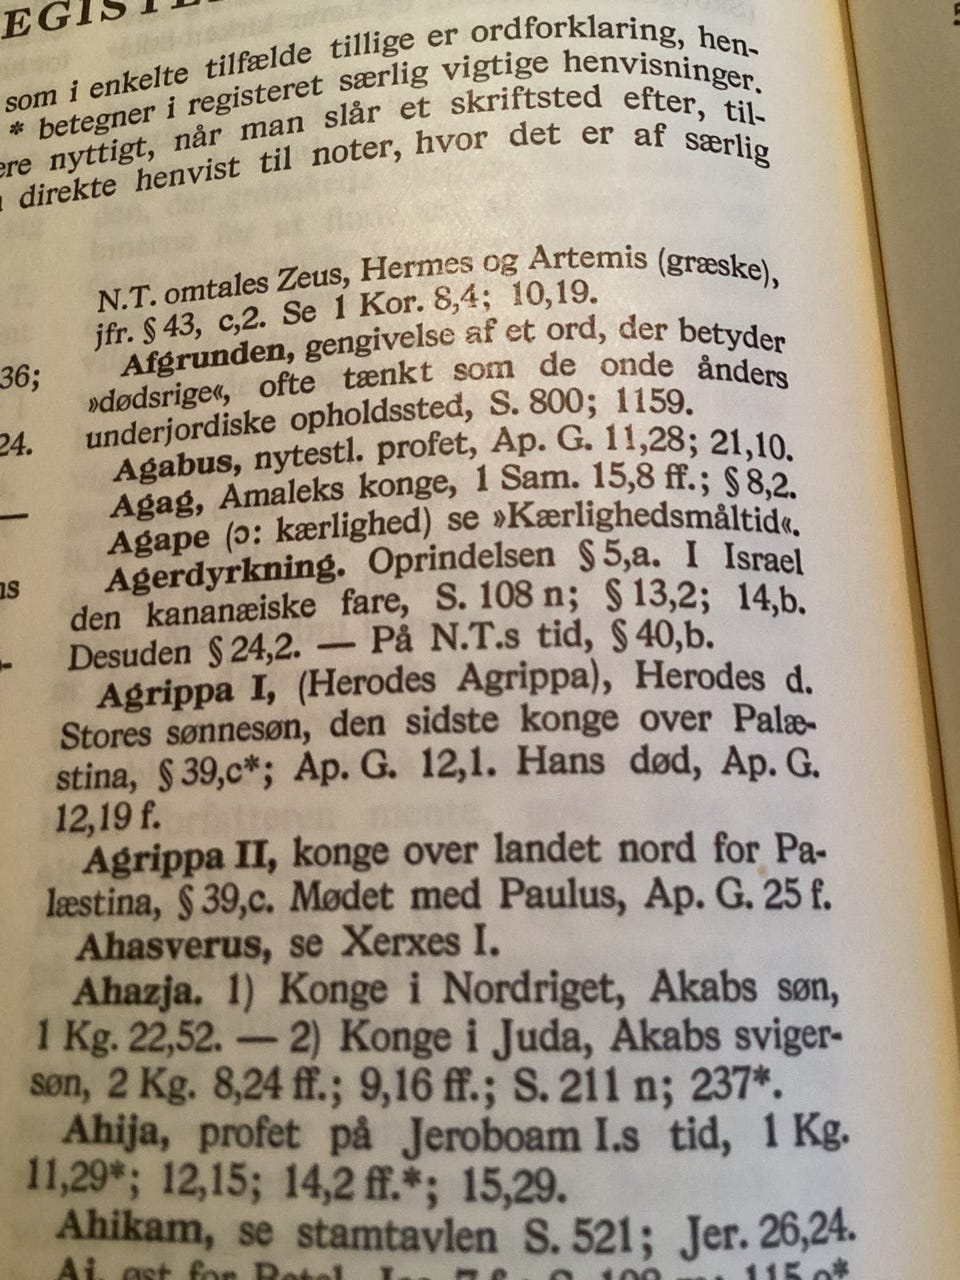 EGISTE
som i enkelte tilfælde tillige er ordforklaring, hen-
* betegner i registeret særlig vigtige henvisninger.
ere nyttigt, når man slår et skriftsted efter, til-
direkte henvist til noter, hvor det er af særlig
N.T. omtales Zeus, Hermes og Artemis (græske),
jfr. § 43, c,2. Se 1 Kor. 8,4; 10,19.
Afgrunden, gengivelse af et ord, der betyder
36;
»dødsrige«, ofte tænkt som de onde ånders
underjordiske opholdssted, S. 800; 1159.
24.
Agabus, nytestl. profet, Ap. G. 11,28; 21,10.
Agag, Amaleks konge, 1 Sam. 15,8 ff.; § 8,2.
Agape (ɔ: kærlighed) se »Kærlighedsmåltid«.
Agerdyrkning. Oprindelsen § 5,a. I Israel
den kananæiske fare, S. 108 n; § 13,2; 14,b.
Desuden § 24,2. — På N.T.s tid, § 40,b.
Agrippa I, (Herodes Agrippa), Herodes d.
Stores sønnesøn, den sidste konge over Palæ-
stina, § 39,c*; Ap. G. 12,1. Hans død, Ap. G.
12,19 f.
Agrippa II, konge over landet nord for Pa-
læstina, § 39,c. Mødet med Paulus, Ap. G. 25 f.
Ahasverus, se Xerxes I.
Ahazja. 1) Konge i Nordriget, Akabs søn,
1 Kg. 22,52. — 2) Konge i Juda, Akabs sviger-
søn, 2 Kg. 8,24 ff.; 9,16 ff.; S. 211 n; 237*.
Ahija, profet på Jeroboam I.s tid, 1 Kg.
11,29*; 12,15; 14,2 ff.*; 15,29.
Ahikam, se stamtavlen S. 521; Jer. 26,24.
Aj, øst for Betel, Jos. 7 f.; S. 108 n; 115 o*